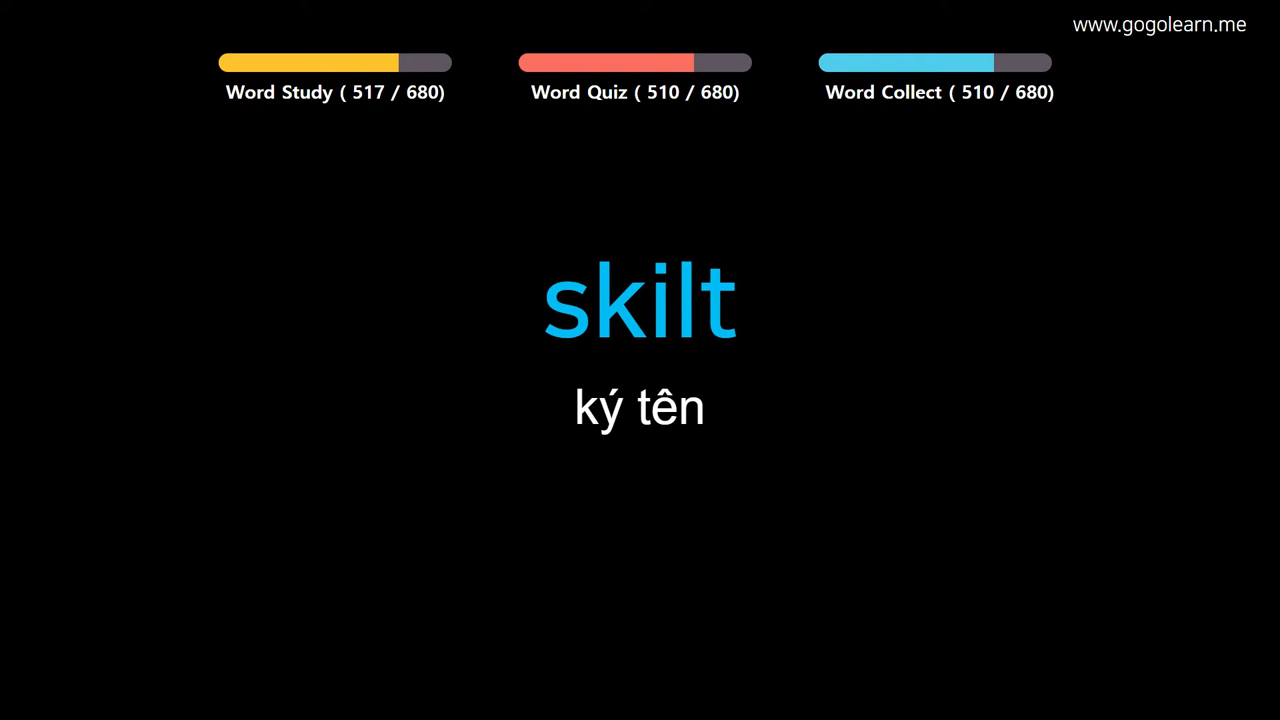 www.gogolearn.me
Word Study ( 517 / 680)
Word Quiz ( 510 / 680)
Word Collect ( 510 / 680)
skilt
ký tên